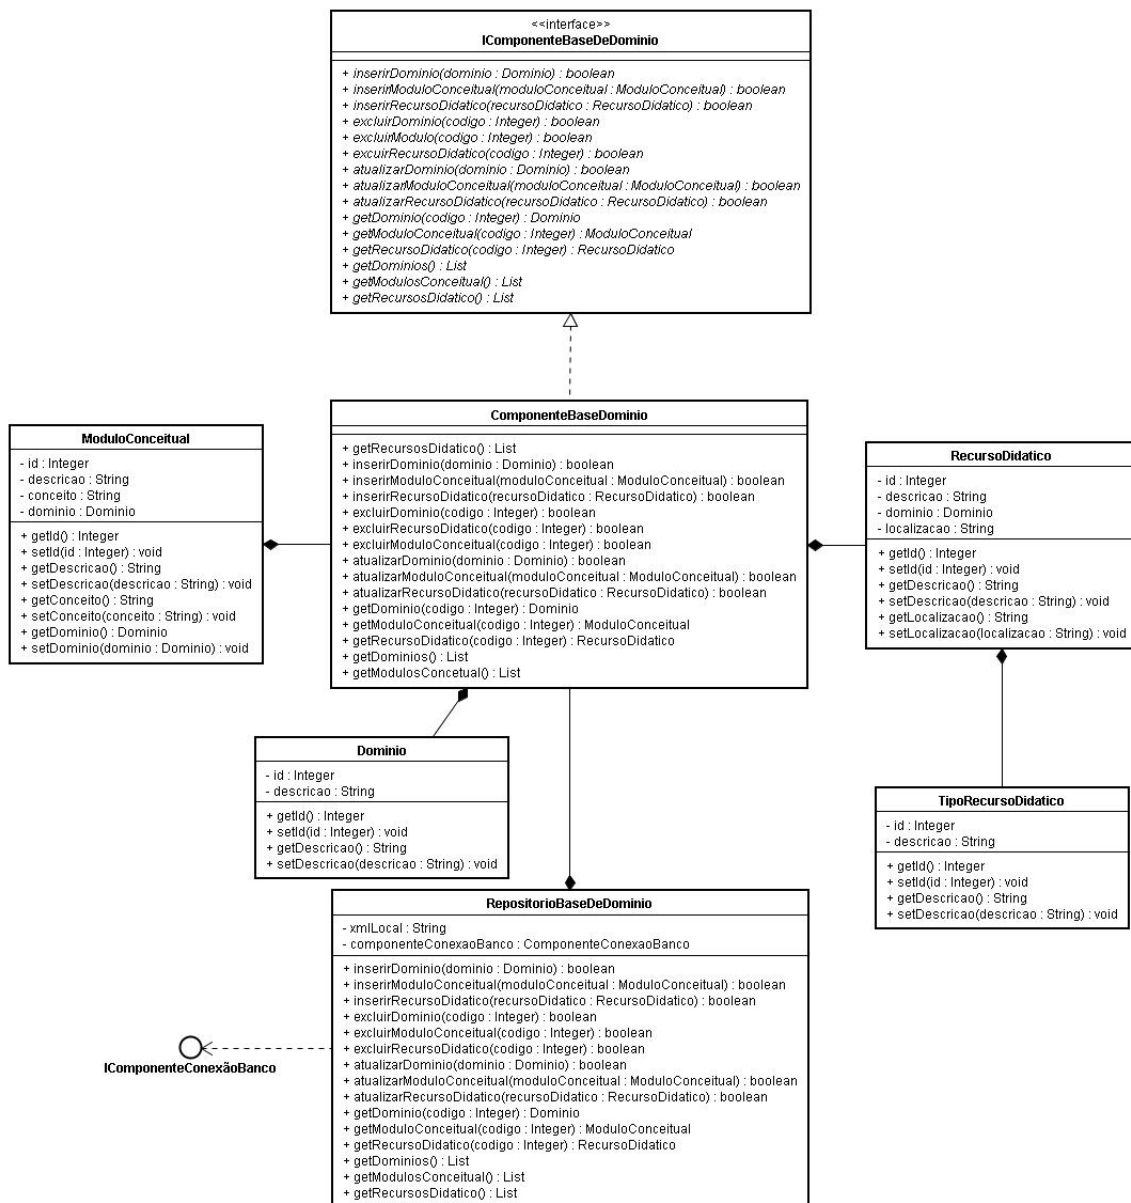 <<interface>>
IComponenteBaseDeDominio
+ inserirDominio(dominio : Dominio) : boolean
+ inserirModuloConceitual(moduloConceitual : ModuloConceitual) : boolean
+ inserirRecursoDidatico(recursoDidatico : RecursoDidatico) : boolean
+ excluirDominio(codigo : Integer) : boolean
+ excluirModulo(codigo : Integer) : boolean
+ excuirRecursoDidatico(codigo : Integer) : boolean
+ atualizarDominio(dominio : Dominio) : boolean
+ atualizarModuloConceitual(moduloConceitual : ModuloConceitual) : boolean
+ atualizarRecursoDidatico(recursoDidatico : RecursoDidatico) : boolean
+ getDominio(codigo : Integer) : Dominio
+ getModuloConceitual(codigo : Integer) : ModuloConceitual
+ getRecursoDidatico(codigo : Integer) : RecursoDidatico
+ getDominios() : List
+ getModulosConceitual() : List
+ getRecursosDidatico() : List
ComponenteBaseDominio
+ getRecursosDidatico() : List
+ inserirDominio(dominio : Dominio) : boolean
+ inserirModuloConceitual(moduloConceitual : ModuloConceitual) : boolean
+ inserirRecursoDidatico(recursoDidatico : RecursoDidatico) : boolean
+ excluirDominio(codigo : Integer) : boolean
+ excluirRecursoDidatico(codigo : Integer) : boolean
+ excluirModuloConceitual(codigo : Integer) : boolean
+ atualizarDominio(dominio : Dominio) : boolean
+ atualizarModuloConceitual(moduloConceitual : ModuloConceitual) : boolean
+ atualizarRecursoDidatico(recursoDidatico : RecursoDidatico) : boolean
+ getDominio(codigo : Integer) : Dominio
+ getModuloConceitual(codigo : Integer) : ModuloConceitual
+ getRecursoDidatico(codigo : Integer) : RecursoDidatico
+ getDominios() : List
+ getModulosConcetual() : List
ModuloConceitual
- id : Integer
- descricao : String
- conceito : String
- dominio : Dominio
+ getId() : Integer
+ setId(id : Integer) : void
+ getDescricao() : String
+ setDescricao(descricao : String) : void
+ getConceito() : String
+ setConceito(conceito : String) : void
+ getDominio() : Dominio
+ setDominio(dominio : Dominio) : void
RecursoDidatico
- id : Integer
- descricao : String
- dominio : Dominio
- localizacao : String
+ getId() : Integer
+ setId(id : Integer) : void
+ getDescricao() : String
+ setDescricao(descricao : String) : void
+ getLocalizacao() : String
+ setLocalizacao(localizacao : String) : void
Dominio
- id : Integer
- descricao : String
+ getId() : Integer
+ setId(id : Integer) : void
+ getDescricao() : String
+ setDescricao(descricao : String) : void
TipoRecursoDidatico
- id : Integer
- descricao : String
+ getId() : Integer
+ setId(id : Integer) : void
+ getDescricao() : String
+ setDescricao(descricao : String) : void
RepositorioBaseDeDominio
- xmlLocal : String
- componenteConexaoBanco : ComponenteConexaoBanco
+ inserirDominio(dominio : Dominio) : boolean
+ inserirModuloConceitual(moduloConceitual : ModuloConceitual) : boolean
+ inserirRecursoDidatico(recursoDidatico : RecursoDidatico) : boolean
+ excluirDominio(codigo : Integer) : boolean
+ excluirModuloConceitual(codigo : Integer) : boolean
+ excluirRecursoDidatico(codigo : Integer) : boolean
+ atualizarDominio(dominio : Dominio) : boolean
+ atualizarModuloConceitual(moduloConceitual : ModuloConceitual) : boolean
+ atualizarRecursoDidatico(recursoDidatico : RecursoDidatico) : boolean
+ getDominio(codigo : Integer) : Dominio
+ getModuloConceitual(codigo : Integer) : ModuloConceitual
+ getRecursoDidatico(codigo : Integer) : RecursoDidatico
+ getDominios() : List
+ getModulosConceitual() : List
+ getRecursosDidatico() : List
IComponenteConexãoBanco